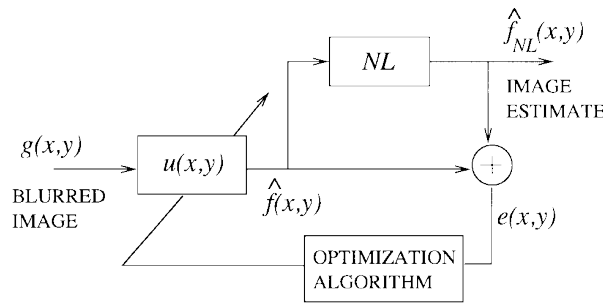 f̂_NL(x,y)
NL
IMAGE
ESTIMATE
g(x,y)
u(x,y)
+
BLURRED
IMAGE
f̂(x,y)
e(x,y)
OPTIMIZATION
ALGORITHM